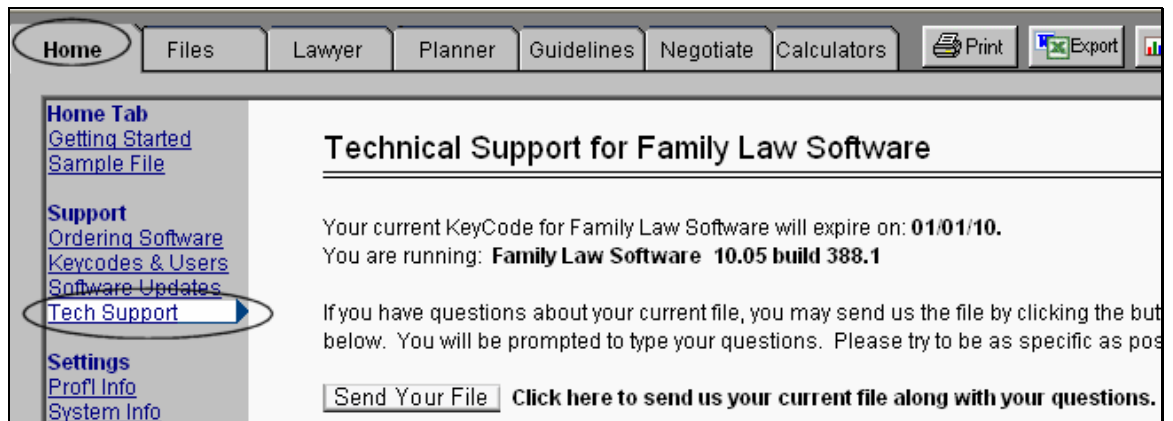 Home Files Lawyer Planner Guidelines Negotiate Calculators Print Export
Home Tab
Getting Started
Sample File
Support
Ordering Software
Keycodes & Users
Software Updates
Tech Support
Settings
Prof'l Info
System Info
Technical Support for Family Law Software
Your current KeyCode for Family Law Software will expire on: 01/01/10.
You are running: Family Law Software 10.05 build 388.1
If you have questions about your current file, you may send us the file by clicking the but
below. You will be prompted to type your questions. Please try to be as specific as pos
Send Your File Click here to send us your current file along with your questions.